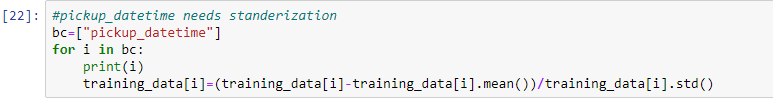 [22]: #pickup_datetime needs standerization
bc=["pickup_datetime"]
for i in bc:
    print(i)
    training_data[i]=(training_data[i]-training_data[i].mean())/training_data[i].std()